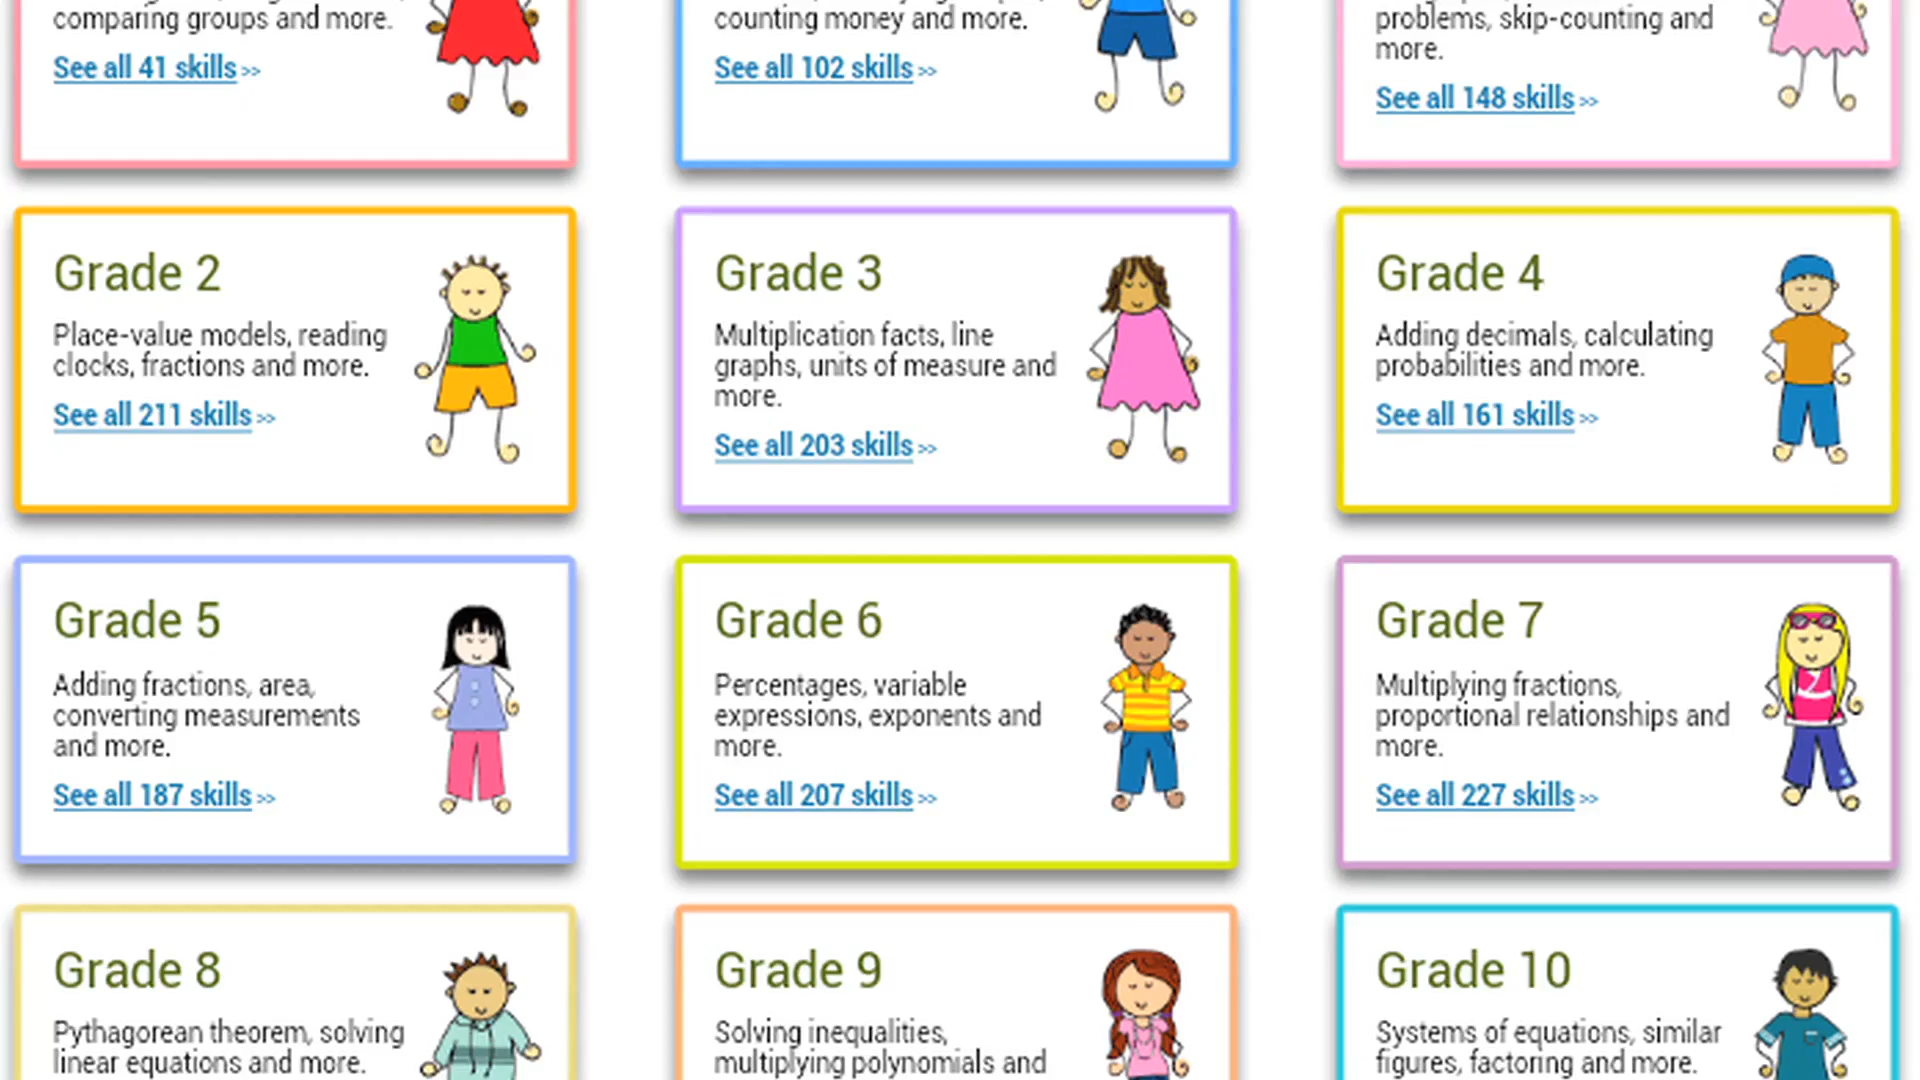 comparing groups and more.
See all 41 skills >>
counting money and more.
See all 102 skills >>
problems, skip-counting and
more.
See all 148 skills >>
Grade 2
Place-value models, reading
clocks, fractions and more.
See all 211 skills >>
Grade 3
Multiplication facts, line
graphs, units of measure and
more.
See all 203 skills >>
Grade 4
Adding decimals, calculating
probabilities and more.
See all 161 skills >>
Grade 5
Adding fractions, area,
converting measurements
and more.
See all 187 skills >>
Grade 6
Percentages, variable
expressions, exponents and
more.
See all 207 skills >>
Grade 7
Multiplying fractions,
proportional relationships and
more.
See all 227 skills >>
Grade 8
Pythagorean theorem, solving
linear equations and more.
Grade 9
Solving inequalities,
multiplying polynomials and
Grade 10
Systems of equations, similar
figures, factoring and more.